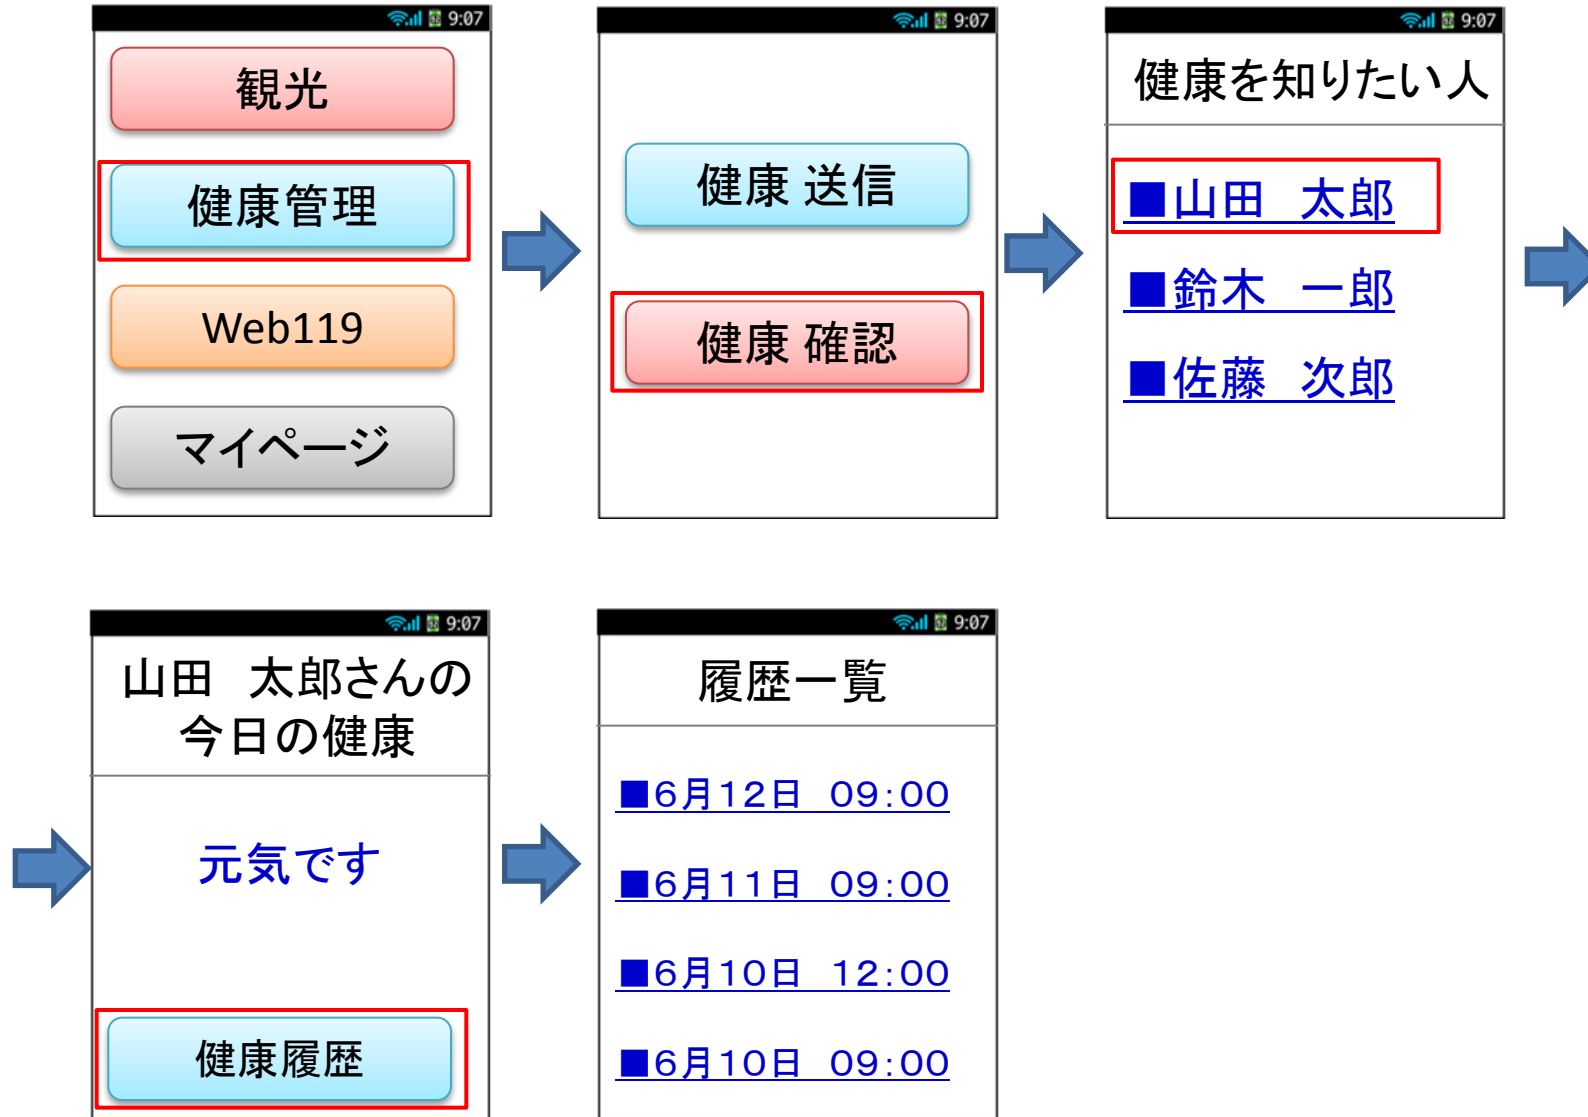 9:07
観光
健康管理
Web119
マイページ
9:07
健康 送信
健康 確認
9:07
健康を知りたい人
■山田　太郎
■鈴木　一郎
■佐藤　次郎
9:07
山田　太郎さんの
今日の健康
元気です
健康履歴
9:07
履歴一覧
■6月12日　09:00
■6月11日　09:00
■6月10日　12:00
■6月10日　09:00